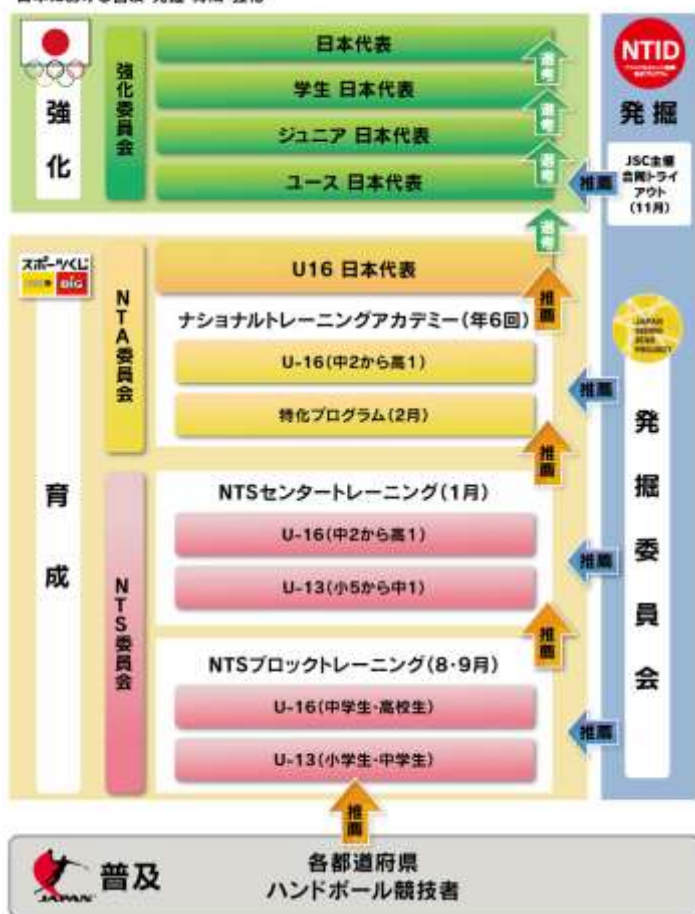 日本代表
学生 日本代表
ジュニア 日本代表
ユース 日本代表
強化委員会
強化
選考
選考
選考
選考
NTID
発掘
JSC主催
合同トライ
アウト
(11月)
推薦
スポーツくじ
BIG
NTA委員会
U16 日本代表
推薦
ナショナルトレーニングアカデミー(年6回)
U-16(中2から高1)
特化プログラム(2月)
推薦
推薦
育成
NTS委員会
NTSセンタートレーニング(1月)
U-16(中2から高1)
U-13(小5から中1)
推薦
推薦
NTSブロックトレーニング(8・9月)
U-16(中学生・高校生)
U-13(小学生・中学生)
推薦
推薦
発掘委員会
JAPAN
RISING
STAR
PROJECT
JAPAN
普及
各都道府県
ハンドボール競技者